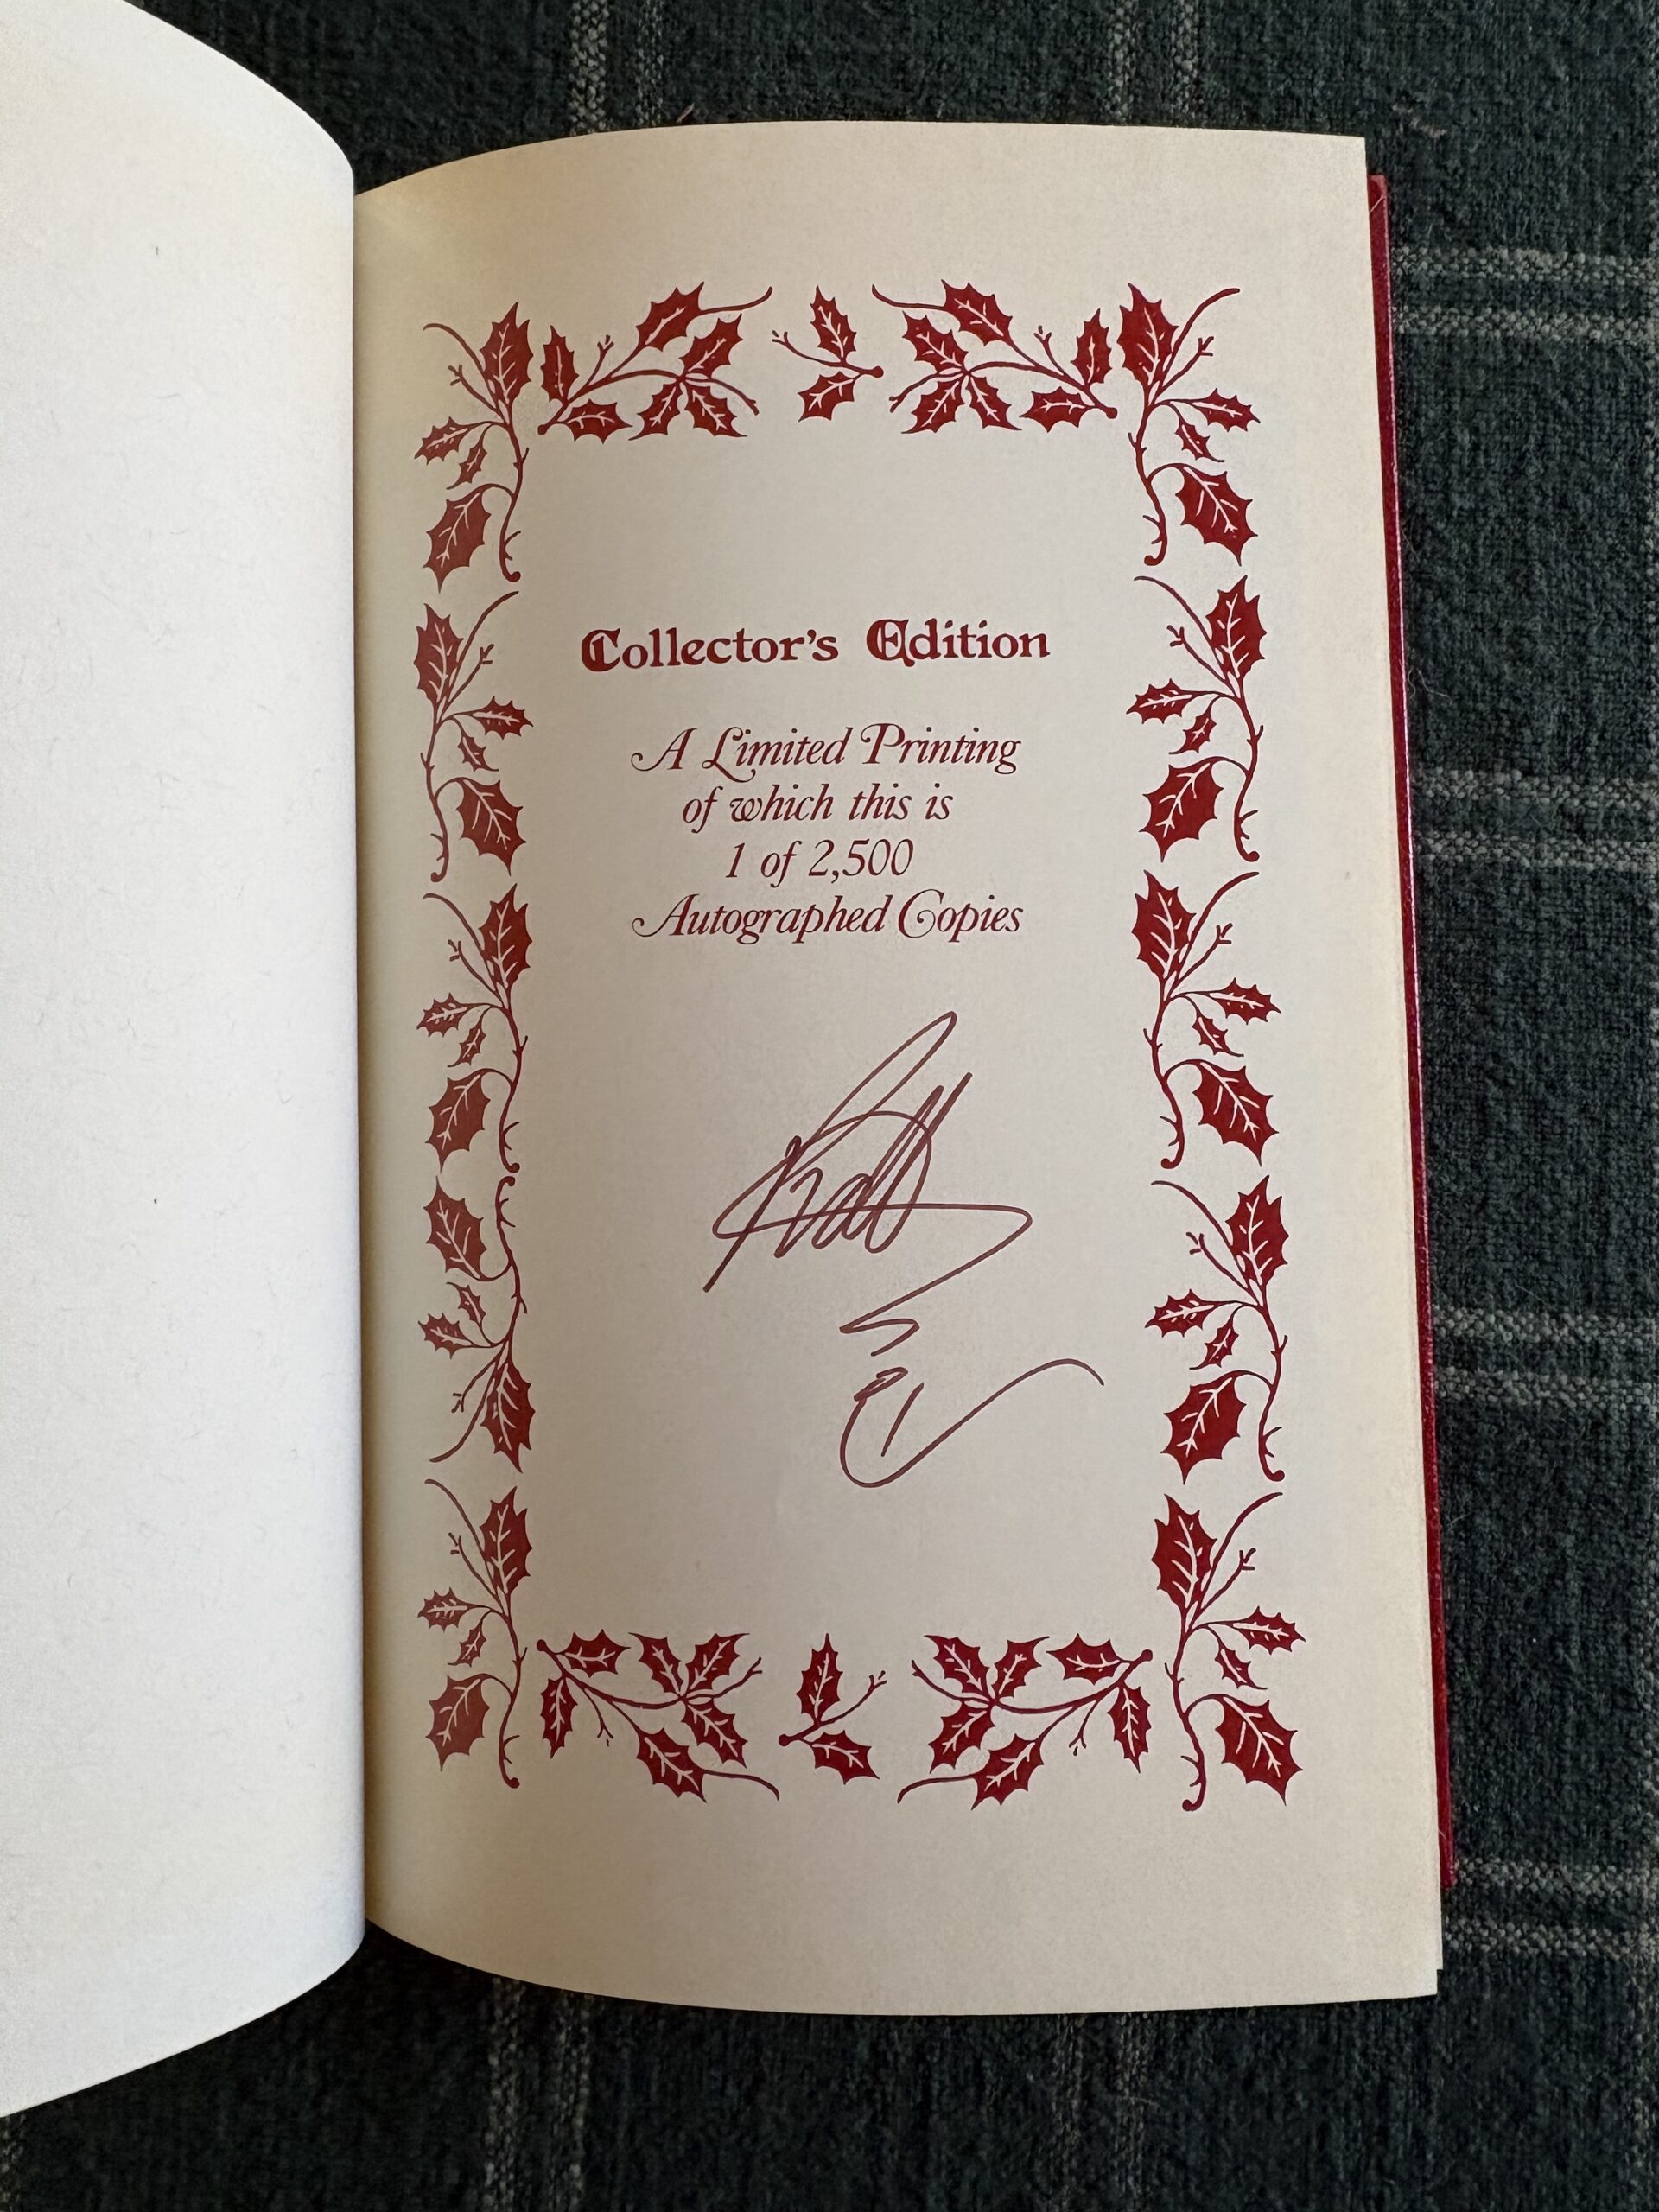 Collector's Edition
A Limited Printing
of which this is
1 of 2,500
Autographed Copies